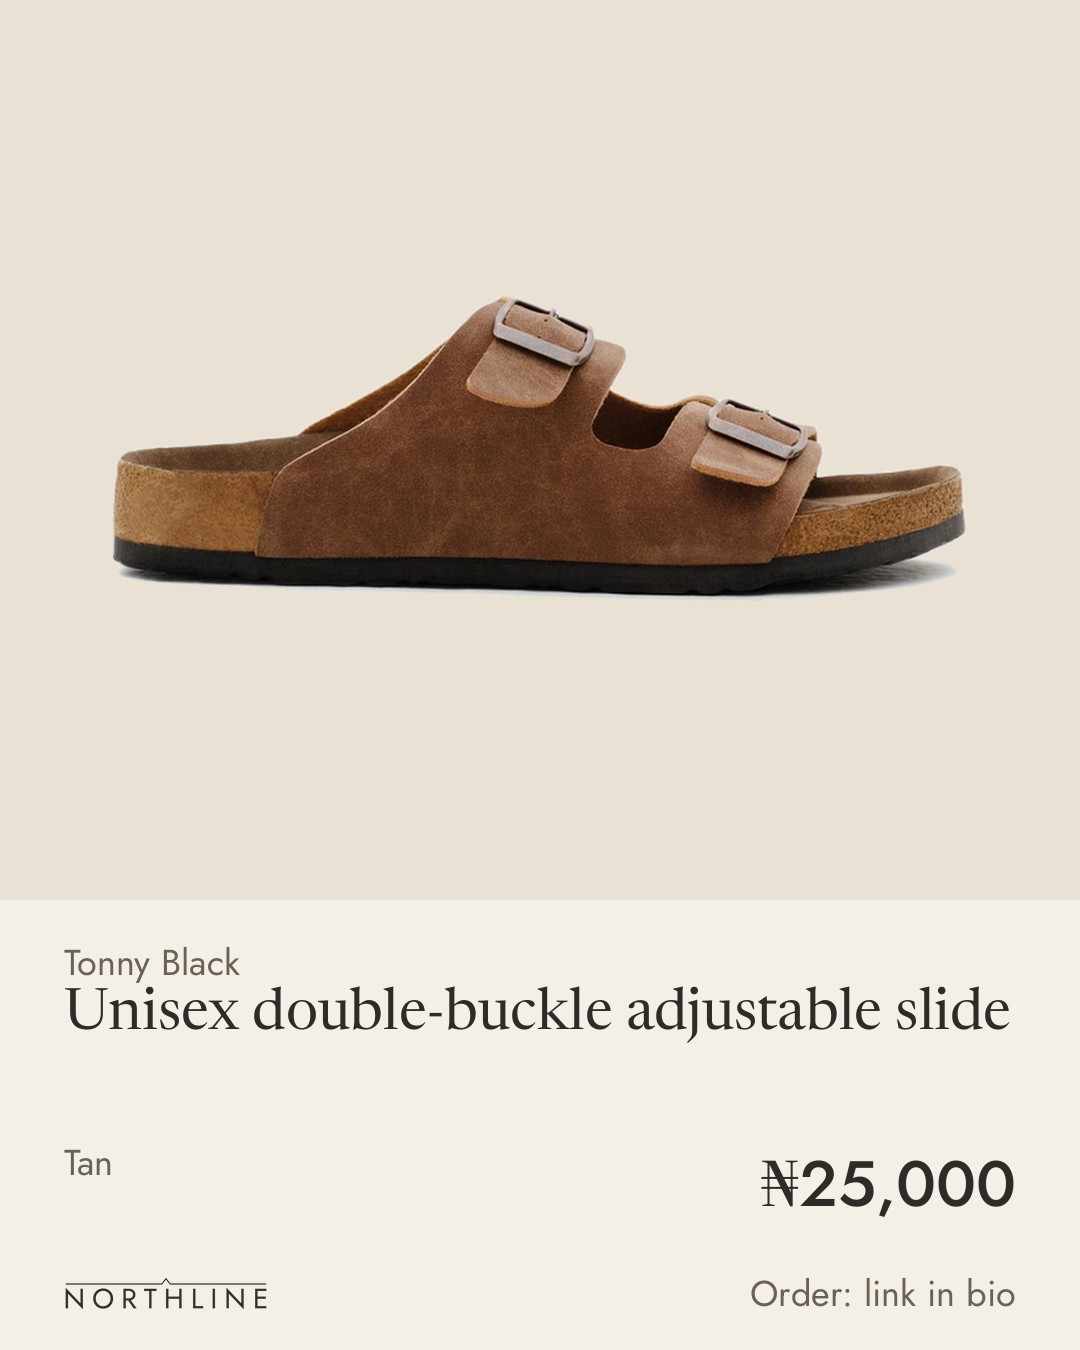 Tonny Black
Unisex double-buckle adjustable slide
Tan
₦25,000
NORTHLINE
Order: link in bio